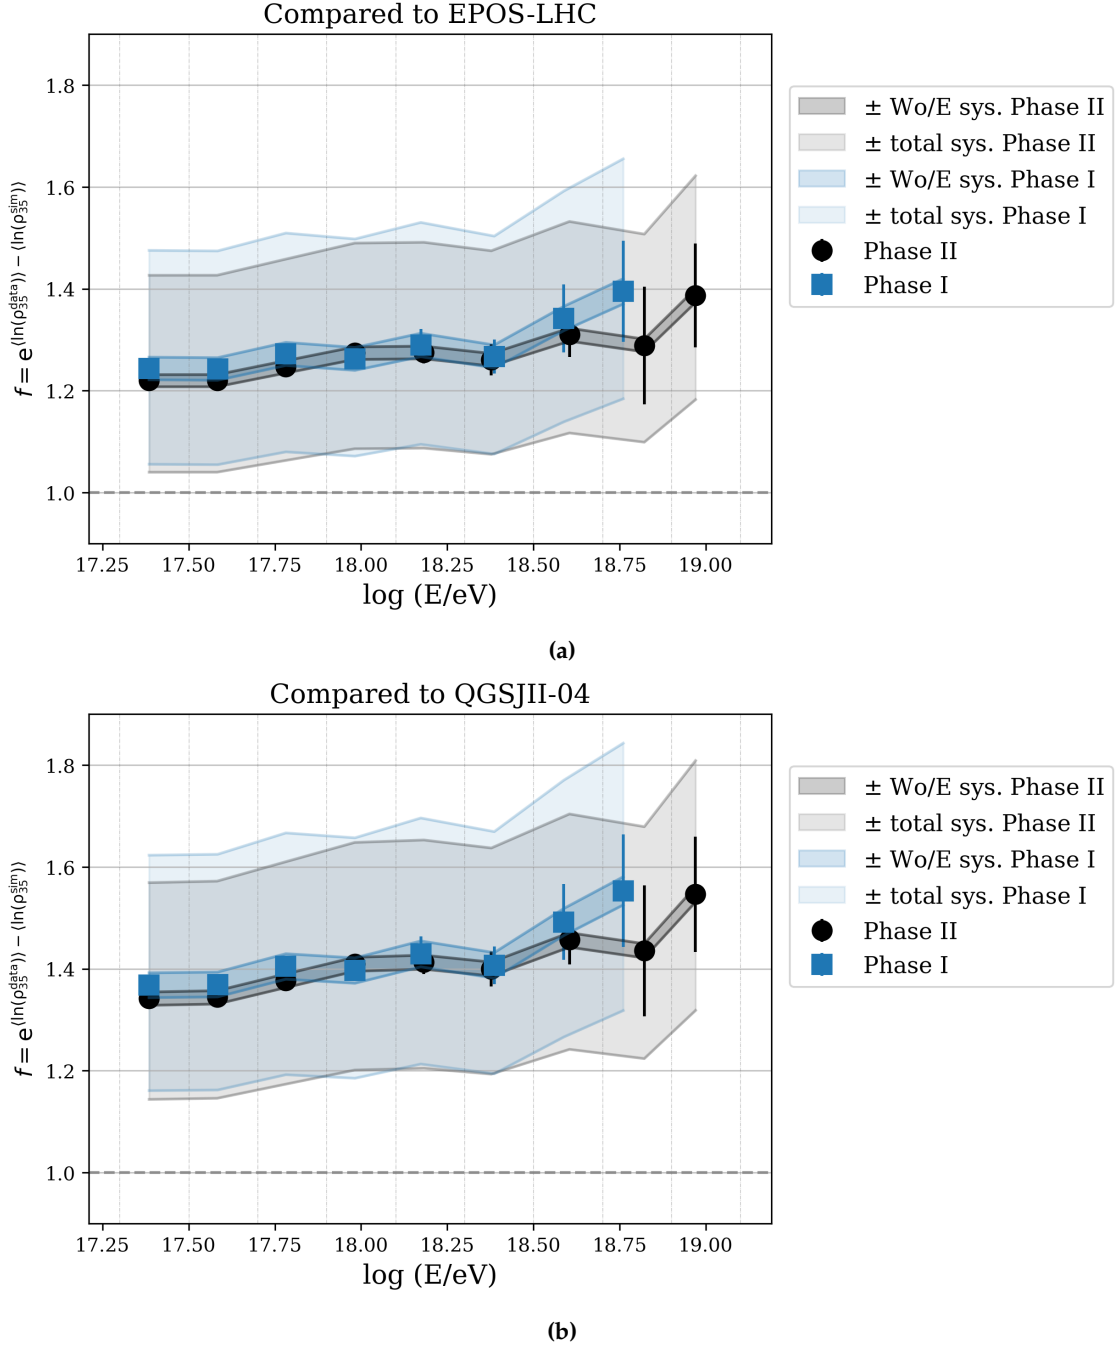 Compared to EPOS-LHC
f = e^(⟨ln(ρ35^data)⟩ − ⟨ln(ρ35^sim)⟩)
1.8
1.6
1.4
1.2
1.0
17.25 17.50 17.75 18.00 18.25 18.50 18.75 19.00
log (E/eV)
± Wo/E sys. Phase II
± total sys. Phase II
± Wo/E sys. Phase I
± total sys. Phase I
Phase II
Phase I
(a)
Compared to QGSJII-04
f = e^(⟨ln(ρ35^data)⟩ − ⟨ln(ρ35^sim)⟩)
1.8
1.6
1.4
1.2
1.0
17.25 17.50 17.75 18.00 18.25 18.50 18.75 19.00
log (E/eV)
± Wo/E sys. Phase II
± total sys. Phase II
± Wo/E sys. Phase I
± total sys. Phase I
Phase II
Phase I
(b)